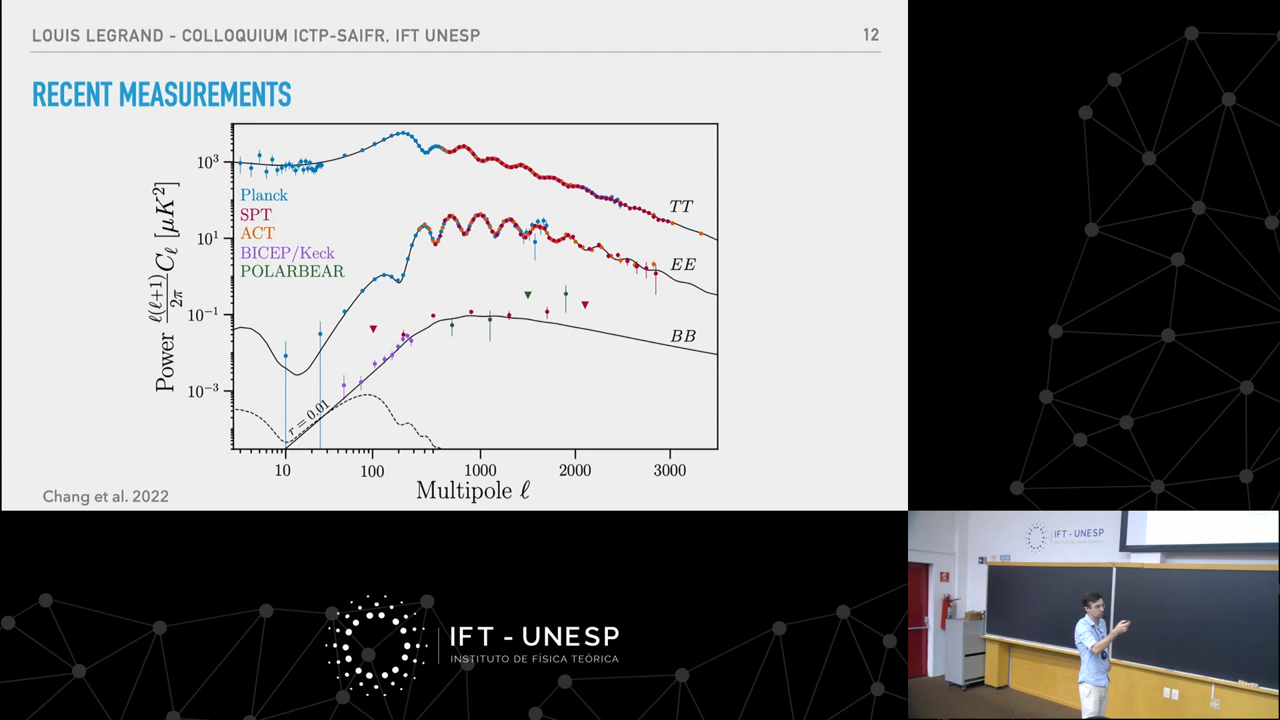 LOUIS LEGRAND - COLLOQUIUM ICTP-SAIFR, IFT UNESP
12
RECENT MEASUREMENTS
Power ℓ(ℓ+1)/2π Cℓ [μK²]
10³
10¹
10⁻¹
10⁻³
Planck
SPT
ACT
BICEP/Keck
POLARBEAR
TT
EE
BB
r = 0.01
10
100
1000
2000
3000
Multipole ℓ
Chang et al. 2022
IFT - UNESP
INSTITUTO DE FÍSICA TEÓRICA
IFT - UNESP